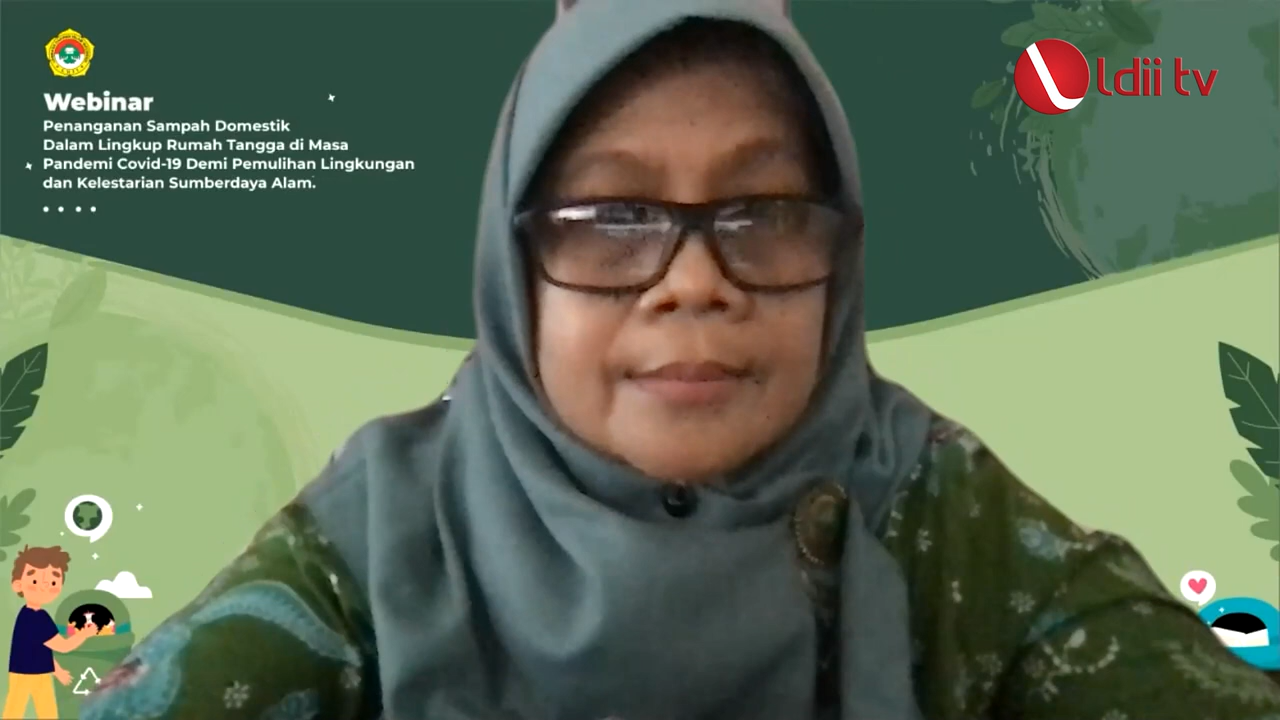 Webinar
Penanganan Sampah Domestik
Dalam Lingkup Rumah Tangga di Masa
Pandemi Covid-19 Demi Pemulihan Lingkungan
dan Kelestarian Sumberdaya Alam.
ldii tv